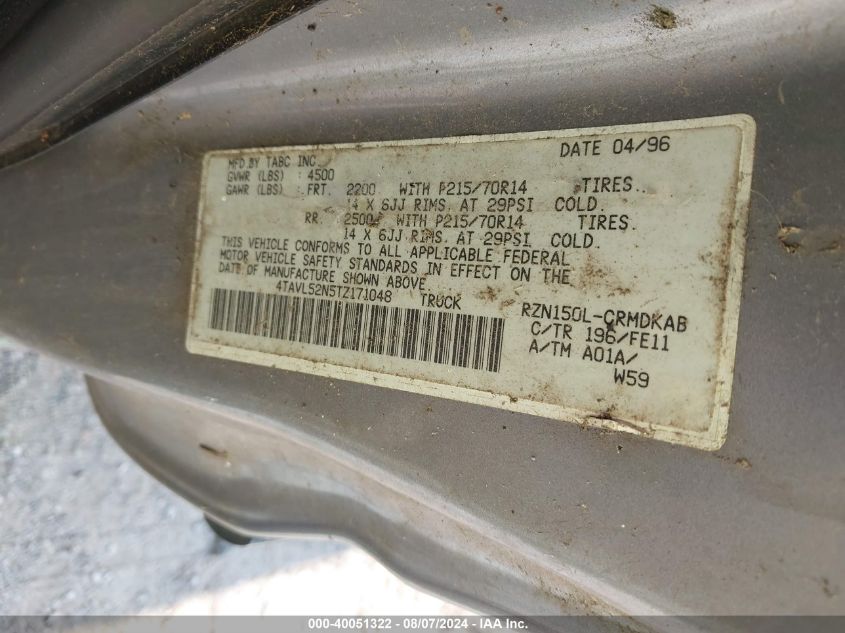 MFD.BY TABC INC DATE 04/96
GVWR (LBS) : 4500
GAWR (LBS) : FRT. 2200 WITH P215/70R14 TIRES.
14 X 6JJ RIMS. AT 29PSI COLD.
RR. 2500 WITH P215/70R14 TIRES.
14 X 6JJ RIMS. AT 29PSI COLD.
THIS VEHICLE CONFORMS TO ALL APPLICABLE FEDERAL
MOTOR VEHICLE SAFETY STANDARDS IN EFFECT ON THE
DATE OF MANUFACTURE SHOWN ABOVE
4TAVL52N5TZ171048 TRUCK
RZN150L-CRMDKAB
C/TR 196/FE11
A/TM A01A/
W59
000-40051322 - 08/07/2024 - IAAI.com